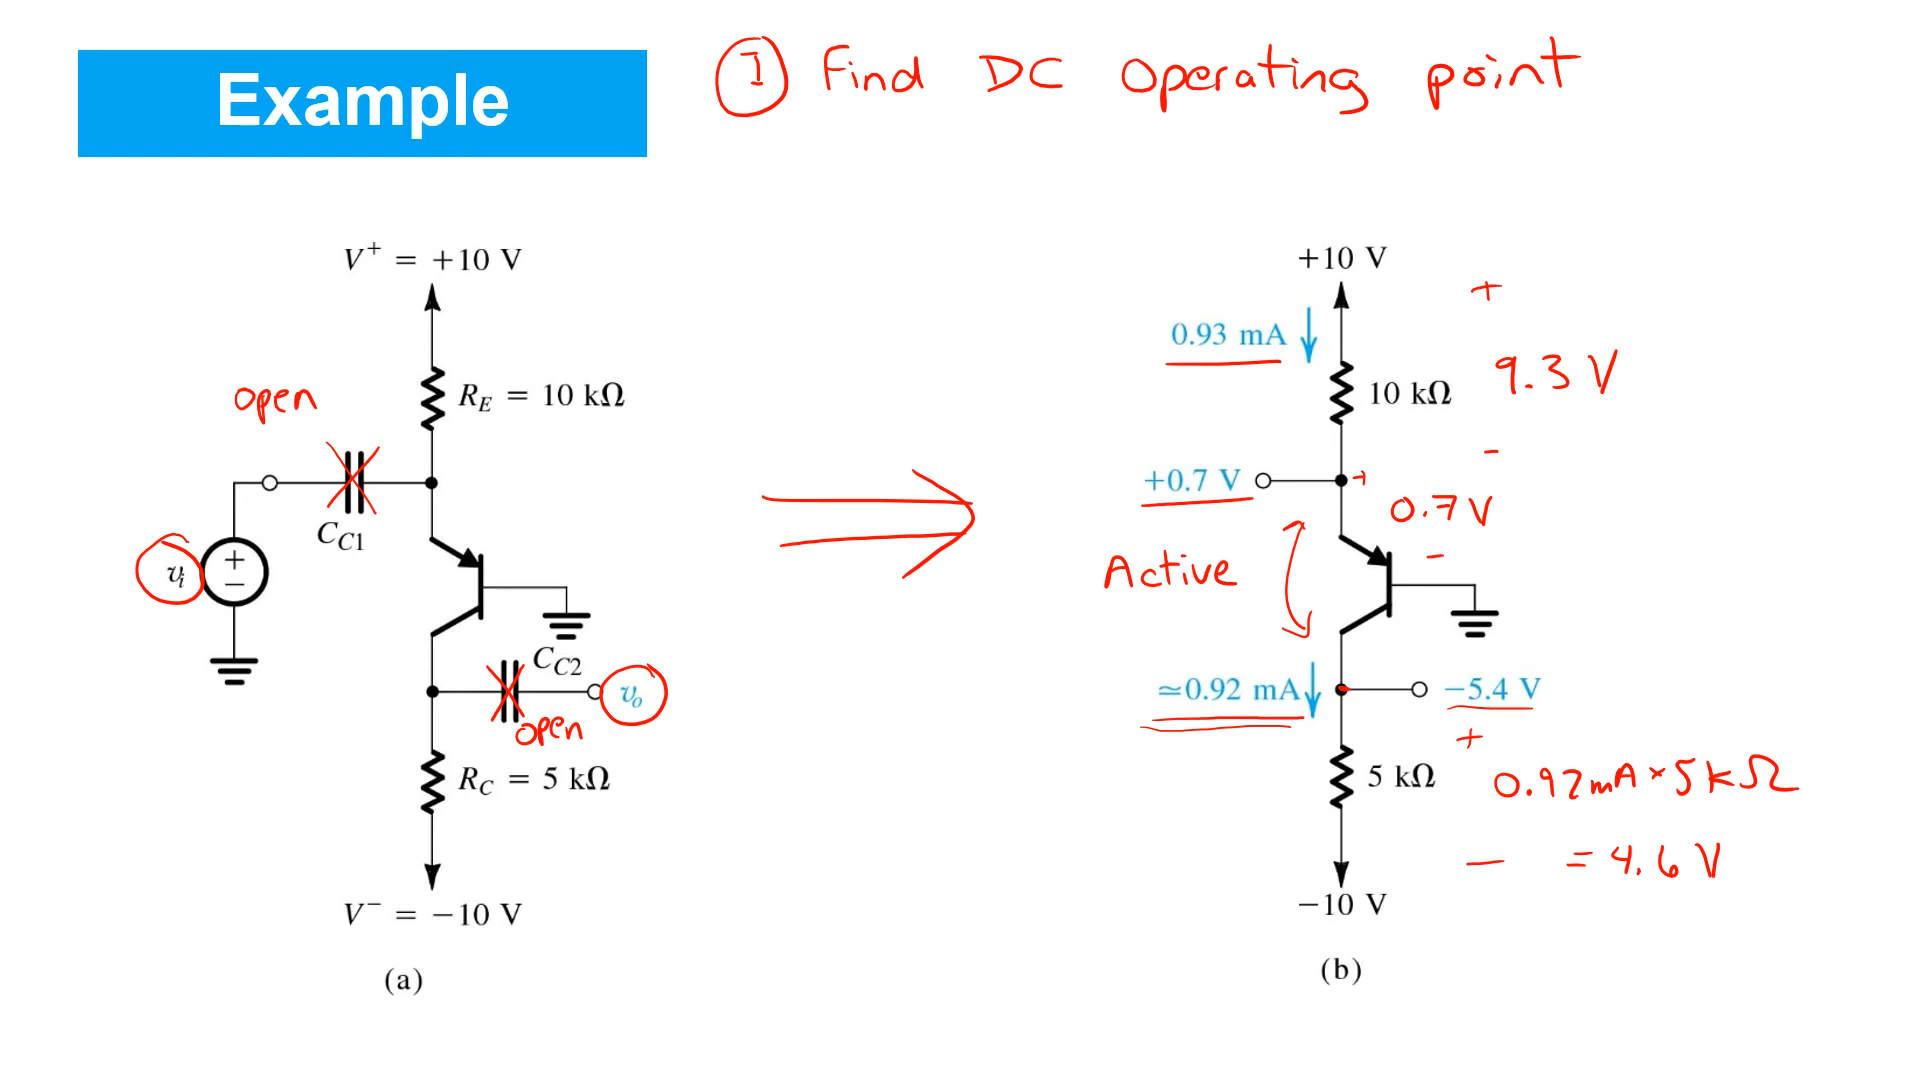 Example
① Find DC Operating point
V⁺ = +10 V
open
R_E = 10 kΩ
C_C1
+
−
v_i
C_C2
v_o
open
R_C = 5 kΩ
V⁻ = −10 V
(a)
+10 V
+
0.93 mA
10 kΩ
9.3 V
-
+0.7 V
+
0.7 V
-
Active
≃0.92 mA
−5.4 V
+
5 kΩ
0.92mA × 5kΩ
− = 4.6 V
−10 V
(b)